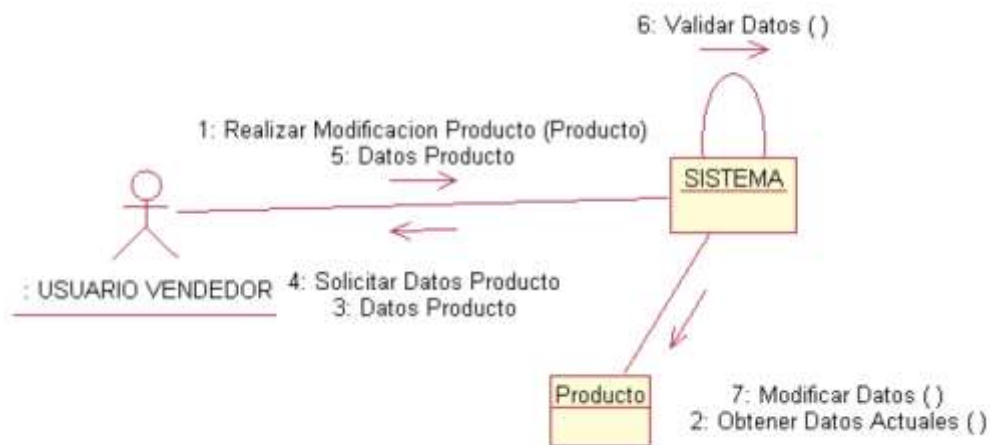 6: Validar Datos ( )
1: Realizar Modificacion Producto (Producto)
5: Datos Producto
SISTEMA
: USUARIO VENDEDOR
4: Solicitar Datos Producto
3: Datos Producto
Producto
7: Modificar Datos ( )
2: Obtener Datos Actuales ( )